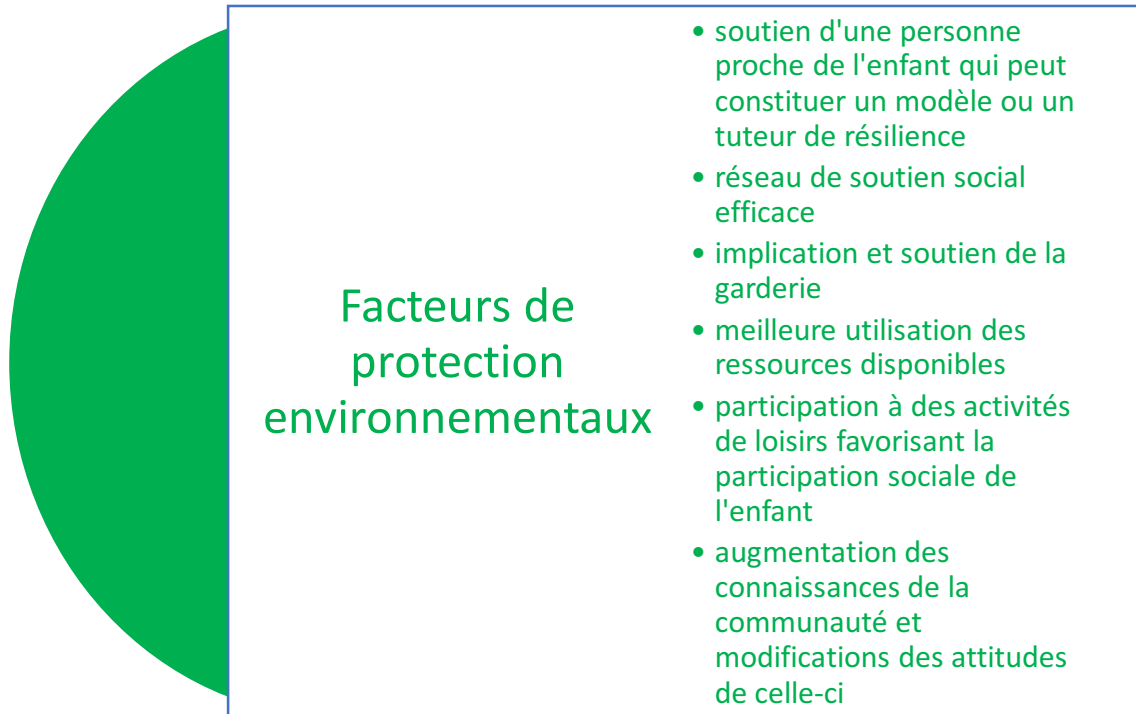 Facteurs de
protection
environnementaux
• soutien d'une personne
proche de l'enfant qui peut
constituer un modèle ou un
tuteur de résilience
• réseau de soutien social
efficace
• implication et soutien de la
garderie
• meilleure utilisation des
ressources disponibles
• participation à des activités
de loisirs favorisant la
participation sociale de
l'enfant
• augmentation des
connaissances de la
communauté et
modifications des attitudes
de celle-ci